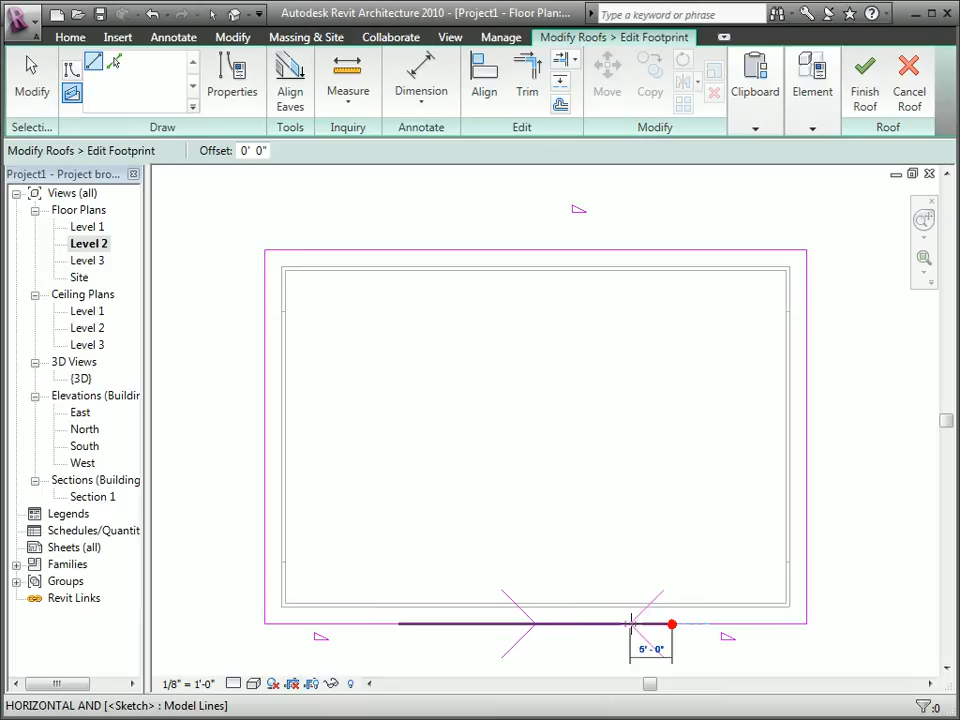 Autodesk Revit Architecture 2010 - [Project1 - Floor Plan:...
Type a keyword or phrase
Home Insert Annotate Modify Massing & Site Collaborate View Manage Modify Roofs > Edit Footprint
Modify Properties Align Eaves Measure Dimension Align Trim Move Copy Clipboard Element Finish Roof Cancel Roof
Selecti... Draw Tools Inquiry Annotate Edit Modify Roof
Modify Roofs > Edit Footprint Offset: 0' 0"
Project1 - Project bro...
Views (all)
Floor Plans
Level 1
Level 2
Level 3
Site
Ceiling Plans
Level 1
Level 2
Level 3
3D Views
{3D}
Elevations (Buildin
East
North
South
West
Sections (Building
Section 1
Legends
Schedules/Quantit
Sheets (all)
Families
Groups
Revit Links
5' - 0"
1/8" = 1'-0"
HORIZONTAL AND [<Sketch> : Model Lines]
:0